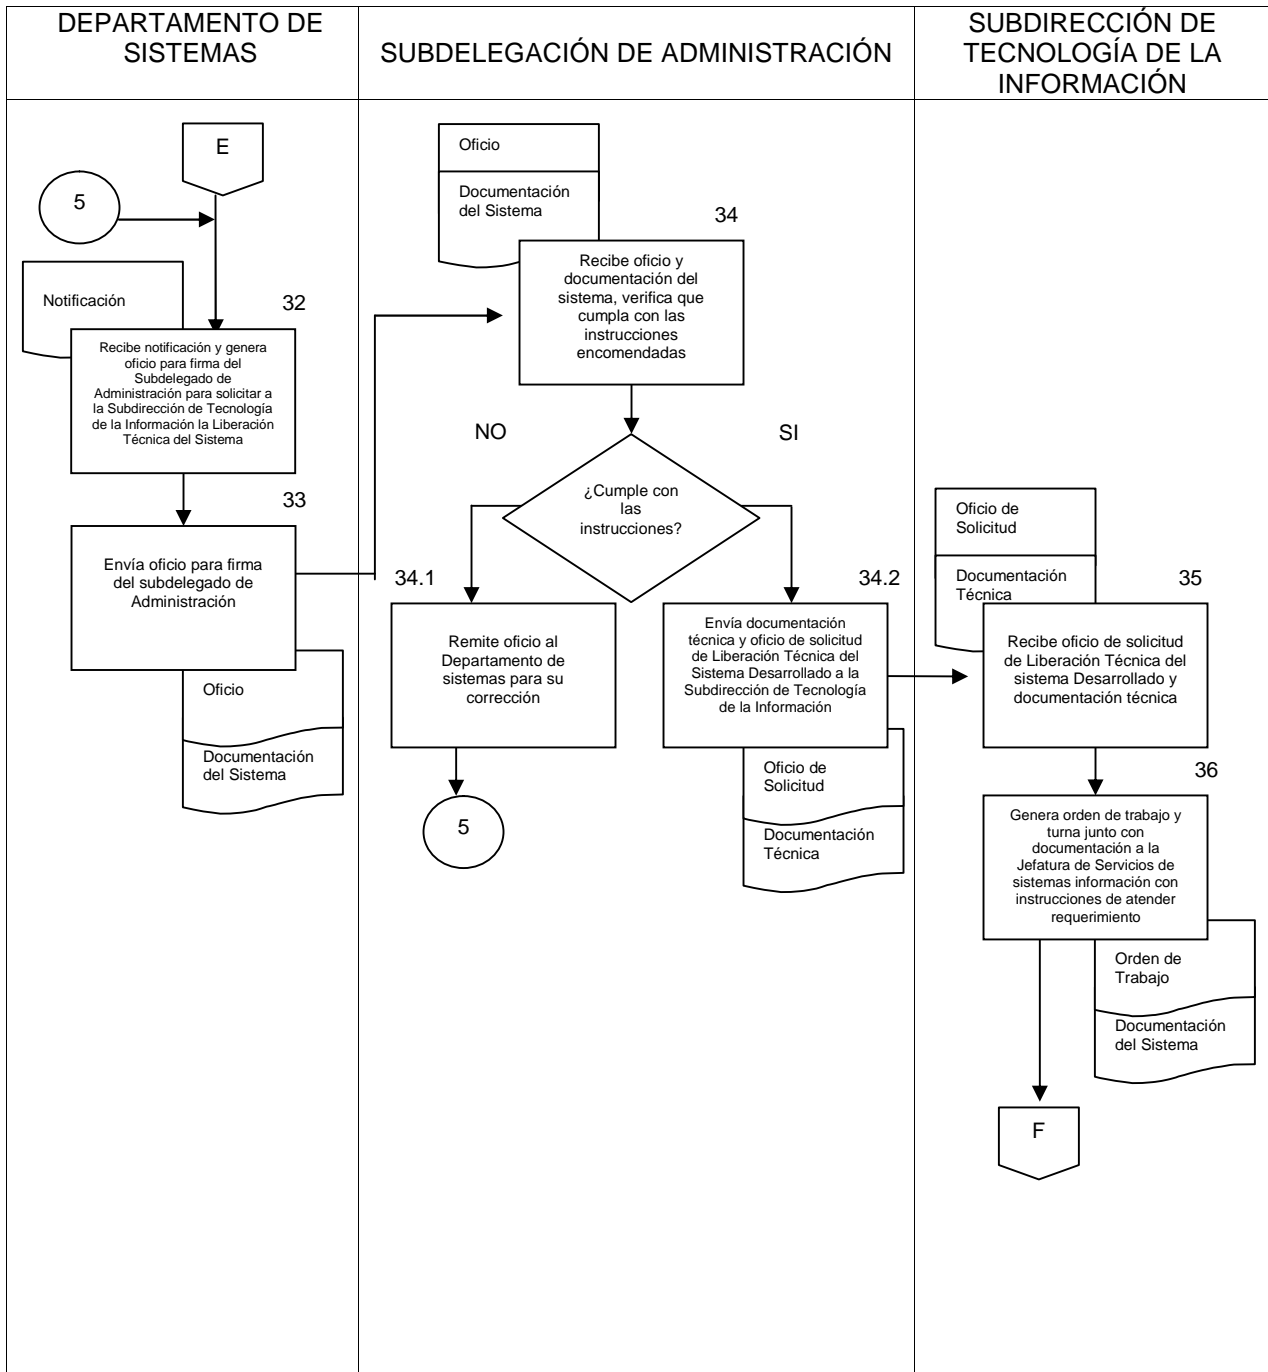 DEPARTAMENTO DE
SISTEMAS
SUBDELEGACIÓN DE ADMINISTRACIÓN
SUBDIRECCIÓN DE
TECNOLOGÍA DE LA
INFORMACIÓN
E
5
Notificación
32
Recibe notificación y genera
oficio para firma del
Subdelegado de
Administración para solicitar a
la Subdirección de Tecnología
de la Información la Liberación
Técnica del Sistema
33
Envía oficio para firma
del subdelegado de
Administración
Oficio
Documentación
del Sistema
Oficio
Documentación
del Sistema
34
Recibe oficio y
documentación del
sistema, verifica que
cumpla con las
instrucciones
encomendadas
NO
SI
¿Cumple con
las
instrucciones?
34.1
Remite oficio al
Departamento de
sistemas para su
corrección
5
34.2
Envía documentación
técnica y oficio de solicitud
de Liberación Técnica del
Sistema Desarrollado a la
Subdirección de Tecnología
de la Información
Oficio de
Solicitud
Documentación
Técnica
Oficio de
Solicitud
Documentación
Técnica
35
Recibe oficio de solicitud
de Liberación Técnica del
sistema Desarrollado y
documentación técnica
36
Genera orden de trabajo y
turna junto con
documentación a la
Jefatura de Servicios de
sistemas información con
instrucciones de atender
requerimiento
Orden de
Trabajo
Documentación
del Sistema
F